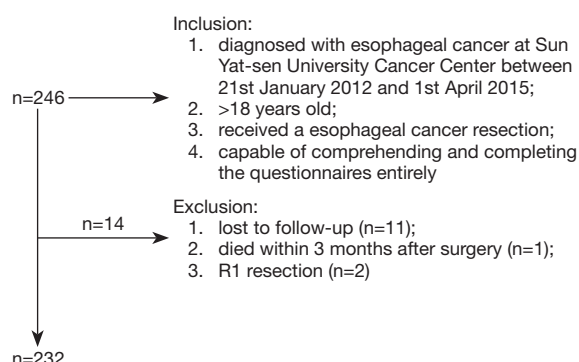 Inclusion:
1. diagnosed with esophageal cancer at Sun
Yat-sen University Cancer Center between
21st January 2012 and 1st April 2015;
n=246
2. >18 years old;
3. received a esophageal cancer resection;
4. capable of comprehending and completing
the questionnaires entirely
Exclusion:
n=14
1. lost to follow-up (n=11);
2. died within 3 months after surgery (n=1);
3. R1 resection (n=2)
n=232